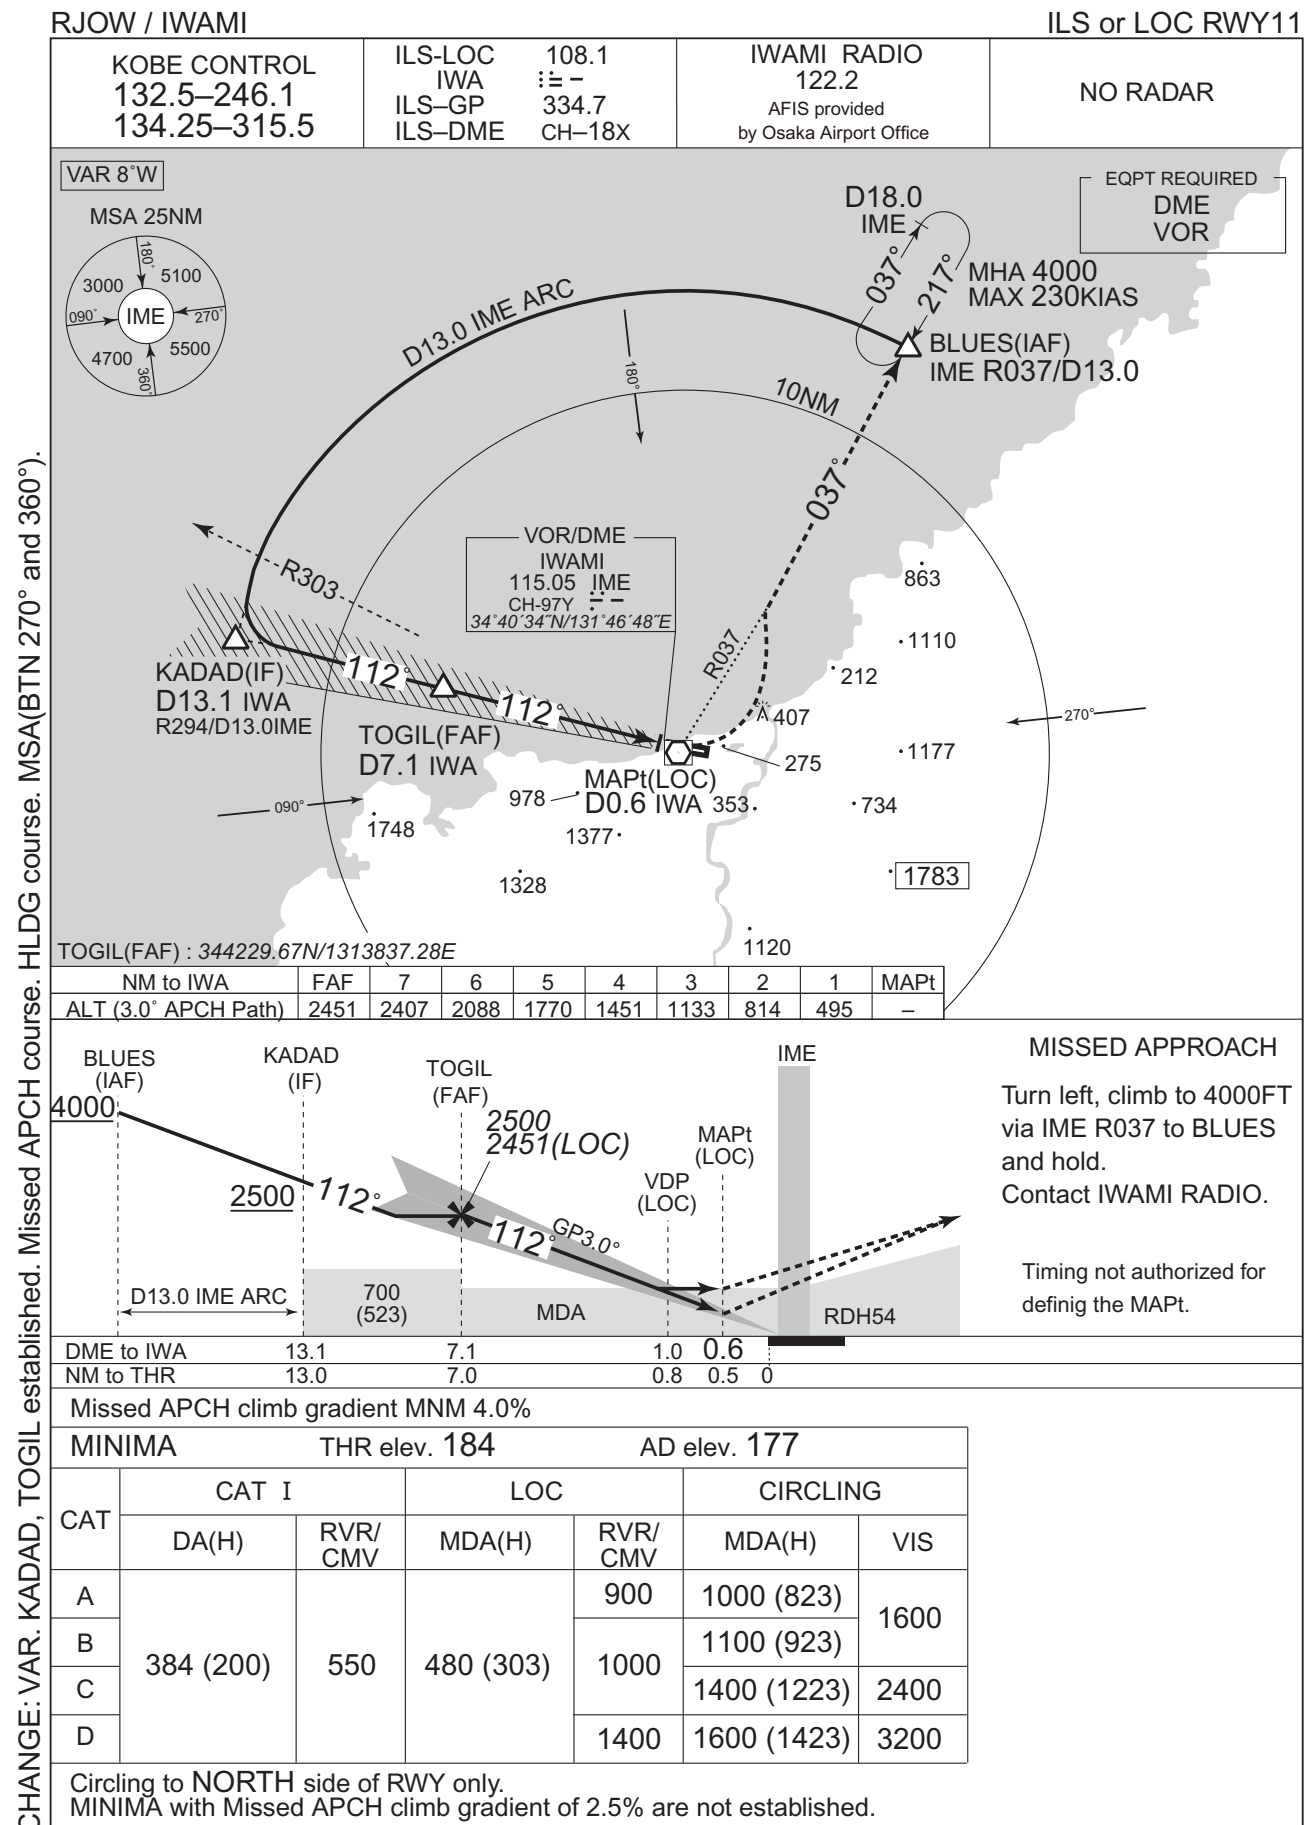 RJOW / IWAMI
ILS or LOC RWY11
KOBE CONTROL
132.5–246.1
134.25–315.5
ILS-LOC 108.1
IWA
ILS–GP 334.7
ILS–DME CH–18X
IWAMI RADIO
122.2
AFIS provided
by Osaka Airport Office
NO RADAR
VAR 8°W
MSA 25NM
180°
3000
5100
090°
IME
270°
4700
5500
360°
EQPT REQUIRED
DME
VOR
D18.0
IME
037°
217°
MHA 4000
MAX 230KIAS
BLUES(IAF)
IME R037/D13.0
D13.0 IME ARC
180°
10NM
037°
R303
VOR/DME
IWAMI
115.05 IME
CH-97Y
34°40´34˝N/131°46´48˝E
R037
863
1110
212
407
275
1177
270°
KADAD(IF)
D13.1 IWA
R294/D13.0IME
112°
112°
TOGIL(FAF)
D7.1 IWA
MAPt(LOC)
D0.6 IWA
353
734
090°
978
1748
1377
1328
1783
1120
TOGIL(FAF) : 344229.67N/1313837.28E
NM to IWA FAF 7 6 5 4 3 2 1 MAPt
ALT (3.0° APCH Path) 2451 2407 2088 1770 1451 1133 814 495 –
BLUES
(IAF)
KADAD
(IF)
TOGIL
(FAF)
IME
4000
2500
2500
2451(LOC)
MAPt
(LOC)
VDP
(LOC)
112°
112°
GP3.0°
D13.0 IME ARC
700
(523)
MDA
RDH54
MISSED APPROACH
Turn left, climb to 4000FT
via IME R037 to BLUES
and hold.
Contact IWAMI RADIO.
Timing not authorized for
definig the MAPt.
DME to IWA 13.1 7.1 1.0 0.6
NM to THR 13.0 7.0 0.8 0.5 0
Missed APCH climb gradient MNM 4.0%
MINIMA THR elev. 184 AD elev. 177
CAT
CAT I LOC CIRCLING
DA(H) RVR/CMV MDA(H) RVR/CMV MDA(H) VIS
A 384 (200) 550 480 (303) 900 1000 (823) 1600
B 1000 1100 (923)
C 1400 (1223) 2400
D 1400 1600 (1423) 3200
Circling to NORTH side of RWY only.
MINIMA with Missed APCH climb gradient of 2.5% are not established.
CHANGE: VAR. KADAD, TOGIL established. Missed APCH course. HLDG course. MSA(BTN 270° and 360°).